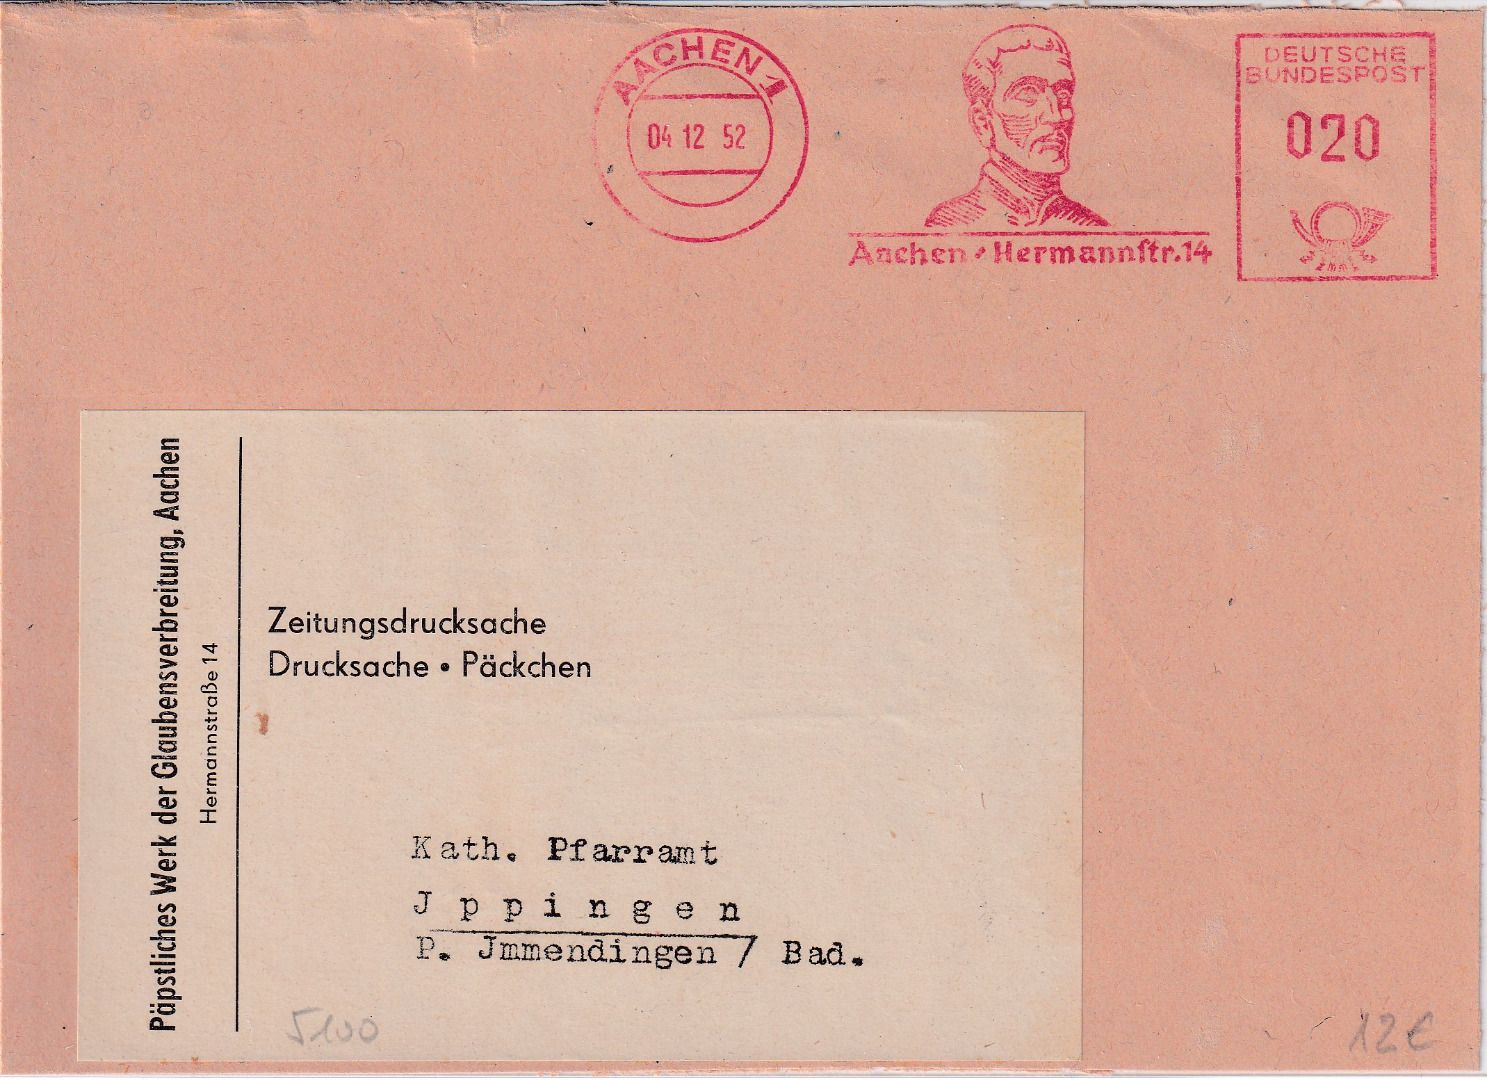 AACHEN 1
04 12 52
Aachen · Hermannstr. 14
DEUTSCHE
BUNDESPOST
020
Päpstliches Werk der Glaubensverbreitung, Aachen
Hermannstraße 14
Zeitungsdrucksache
Drucksache • Päckchen
Kath. Pfarramt
Jppingen
P. Jmmendingen / Bad.
5100
12€